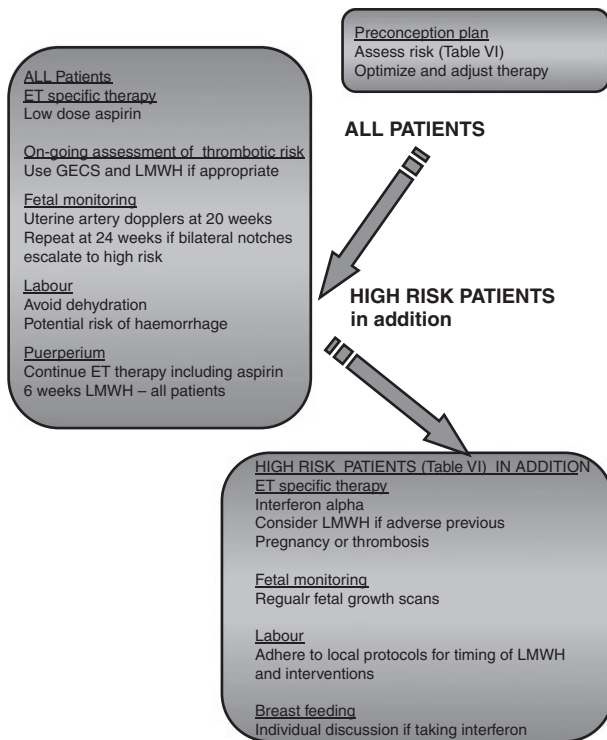 Preconception plan
Assess risk (Table VI)
Optimize and adjust therapy
ALL PATIENTS
ALL Patients
ET specific therapy
Low dose aspirin
On-going assessment of thrombotic risk
Use GECS and LMWH if appropriate
Fetal monitoring
Uterine artery dopplers at 20 weeks
Repeat at 24 weeks if bilateral notches
escalate to high risk
Labour
Avoid dehydration
Potential risk of haemorrhage
Puerperium
Continue ET therapy including aspirin
6 weeks LMWH – all patients
HIGH RISK PATIENTS
in addition
HIGH RISK PATIENTS (Table VI) IN ADDITION
ET specific therapy
Interferon alpha
Consider LMWH if adverse previous
Pregnancy or thrombosis
Fetal monitoring
Regualr fetal growth scans
Labour
Adhere to local protocols for timing of LMWH
and interventions
Breast feeding
Individual discussion if taking interferon